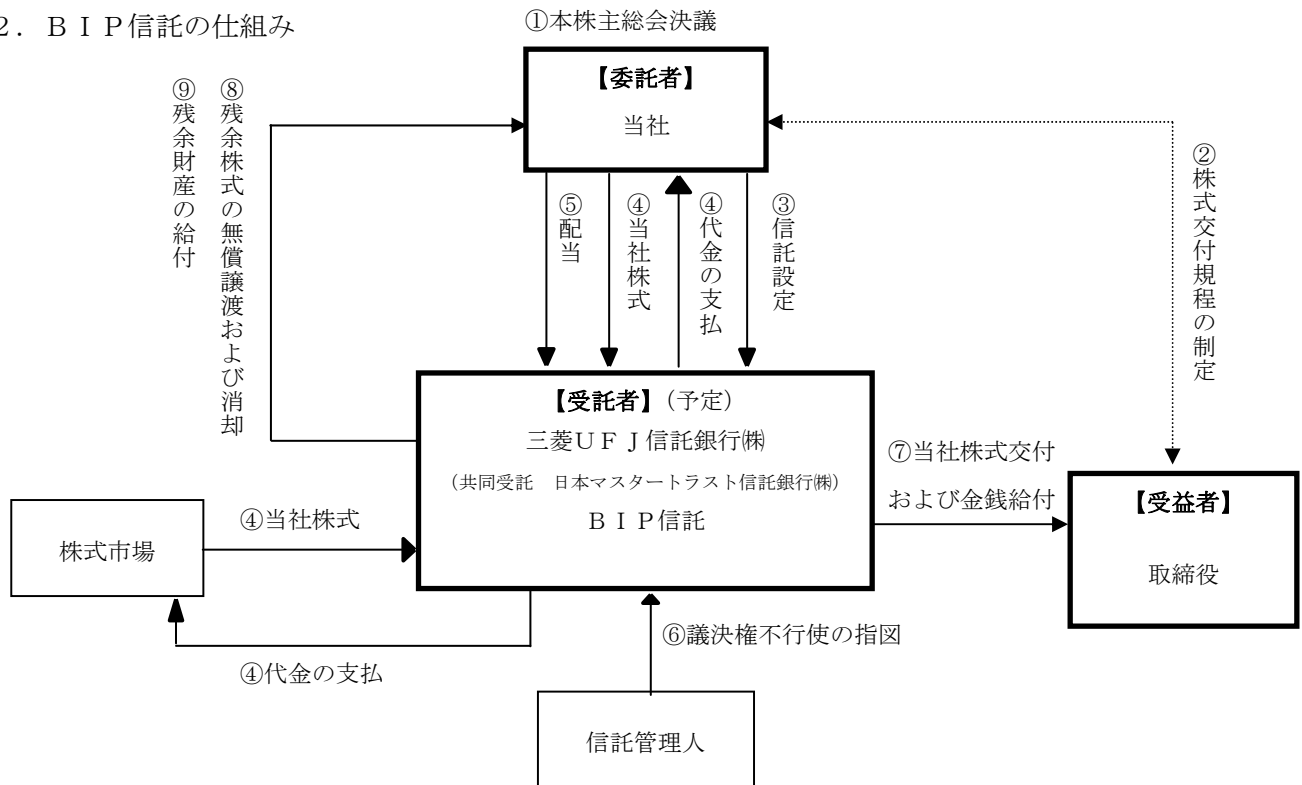 ２．ＢＩＰ信託の仕組み
①本株主総会決議
【委託者】
当社
⑨残余財産の給付
⑧残余株式の無償譲渡および消却
⑤配当
④当社株式
④代金の支払
③信託設定
②株式交付規程の制定
【受託者】（予定）
三菱ＵＦＪ信託銀行㈱
（共同受託　日本マスタートラスト信託銀行㈱）
ＢＩＰ信託
⑦当社株式交付
および金銭給付
【受益者】
取締役
株式市場
④当社株式
④代金の支払
⑥議決権不行使の指図
信託管理人